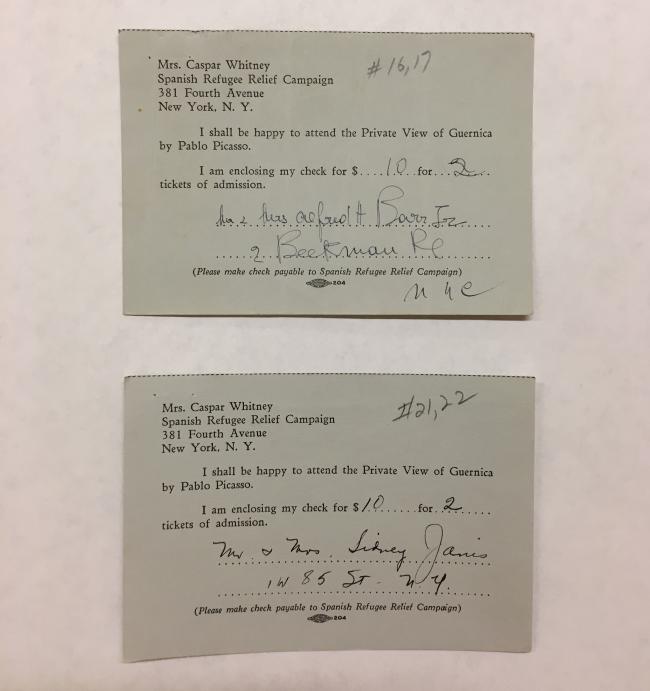 Mrs. Caspar Whitney
#16,17
Spanish Refugee Relief Campaign
381 Fourth Avenue
New York, N. Y.
I shall be happy to attend the Private View of Guernica
by Pablo Picasso.
I am enclosing my check for $....10.for...2...
tickets of admission.
Mrs Alfred H Barr Jr
2 Beekman Pl
(Please make check payable to Spanish Refugee Relief Campaign)
204
N Y C
Mrs. Caspar Whitney
#21,22
Spanish Refugee Relief Campaign
381 Fourth Avenue
New York, N. Y.
I shall be happy to attend the Private View of Guernica
by Pablo Picasso.
I am enclosing my check for $10......for..2......
tickets of admission.
Mr. & Mrs. Sidney Janis
1 W 85 St. N.Y.
(Please make check payable to Spanish Refugee Relief Campaign)
204